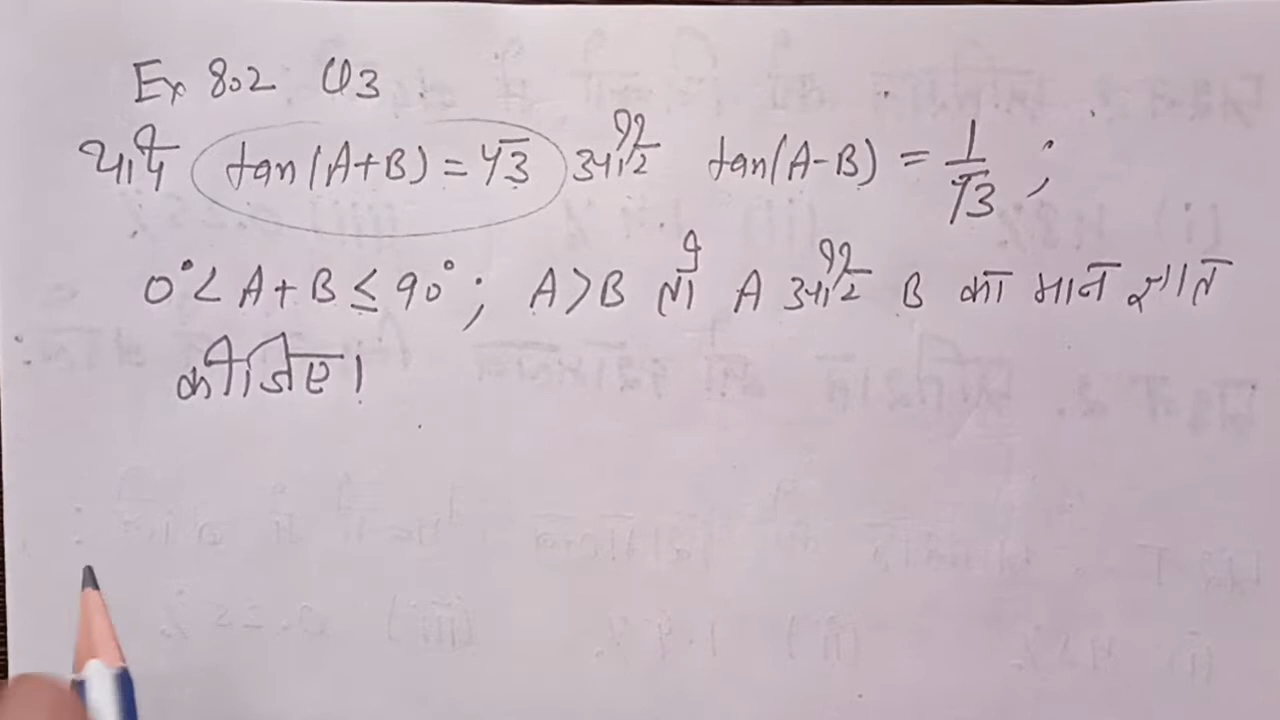 Ex 8.2 Q3
यदि tan(A+B) = √3 और tan(A-B) = 1/√3 ;
0° < A+B ≤ 90° ; A>B तो A और B का मान ज्ञात
कीजिए।